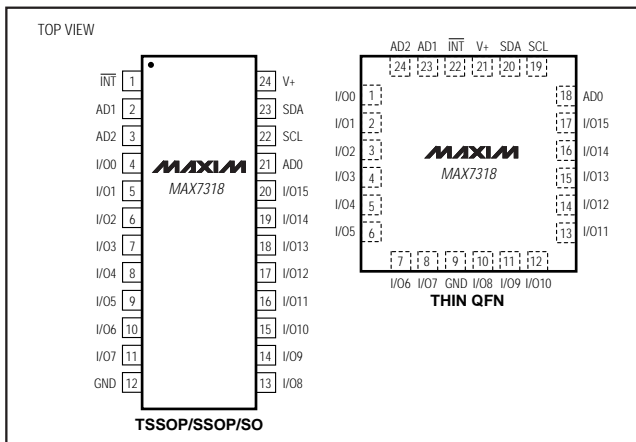 TOP VIEW
INT 1
AD1 2
AD2 3
I/O0 4
I/O1 5
I/O2 6
I/O3 7
I/O4 8
I/O5 9
I/O6 10
I/O7 11
GND 12
MAXIM
MAX7318
24 V+
23 SDA
22 SCL
21 AD0
20 I/O15
19 I/O14
18 I/O13
17 I/O12
16 I/O11
15 I/O10
14 I/O9
13 I/O8
TSSOP/SSOP/SO
AD2 AD1 INT V+ SDA SCL
24 23 22 21 20 19
I/O0 1
I/O1 2
I/O2 3
I/O3 4
I/O4 5
I/O5 6
MAXIM
MAX7318
18 AD0
17 I/O15
16 I/O14
15 I/O13
14 I/O12
13 I/O11
7 8 9 10 11 12
I/O6 I/O7 GND I/O8 I/O9 I/O10
THIN QFN